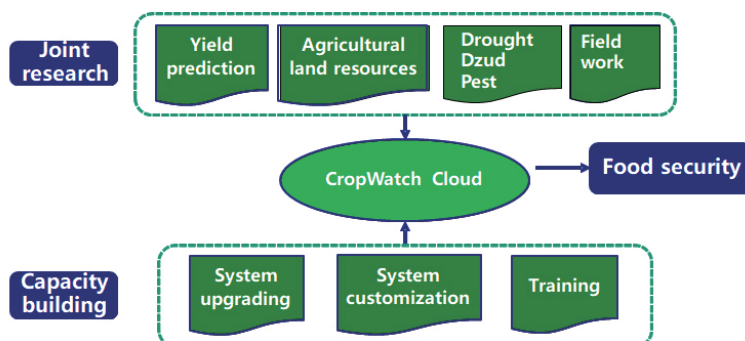 Joint
research
Yield
prediction
Agricultural
land resources
Drought
Dzud
Pest
Field
work
CropWatch Cloud
Food security
Capacity
building
System
upgrading
System
customization
Training